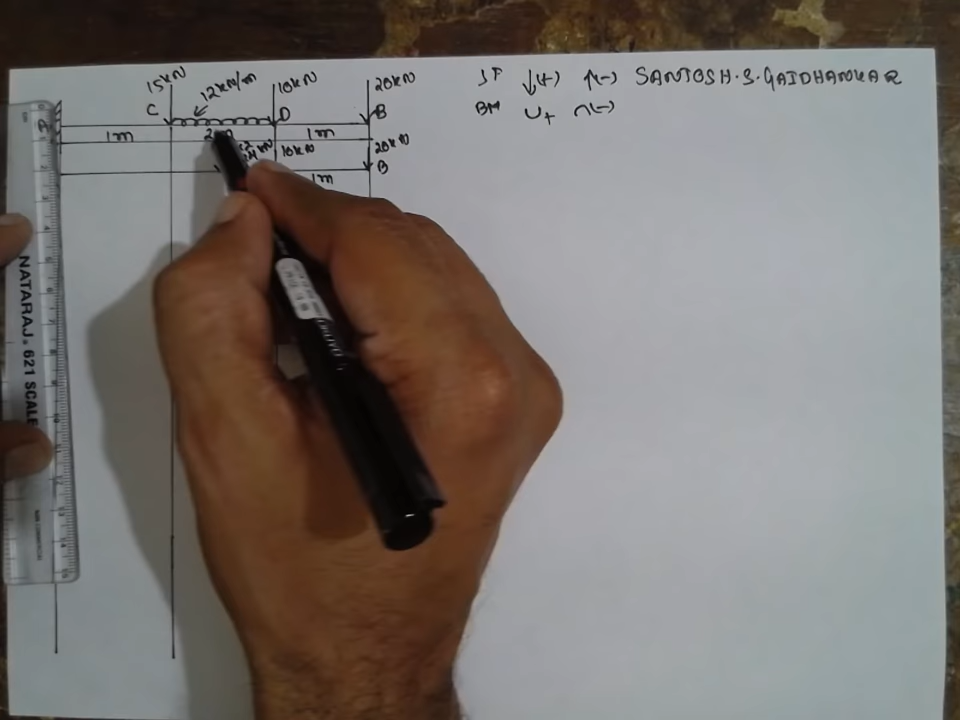 15kN 12kN/m 10kN 20kN
C D B
A 1m 1m
10kN 20kN
B
1m
SF ↓(+) ↑(-) SANTOSH.S.GAIDHANKAR
BM ∪+ ∩(-)
NATARAJ. 621 SCALE